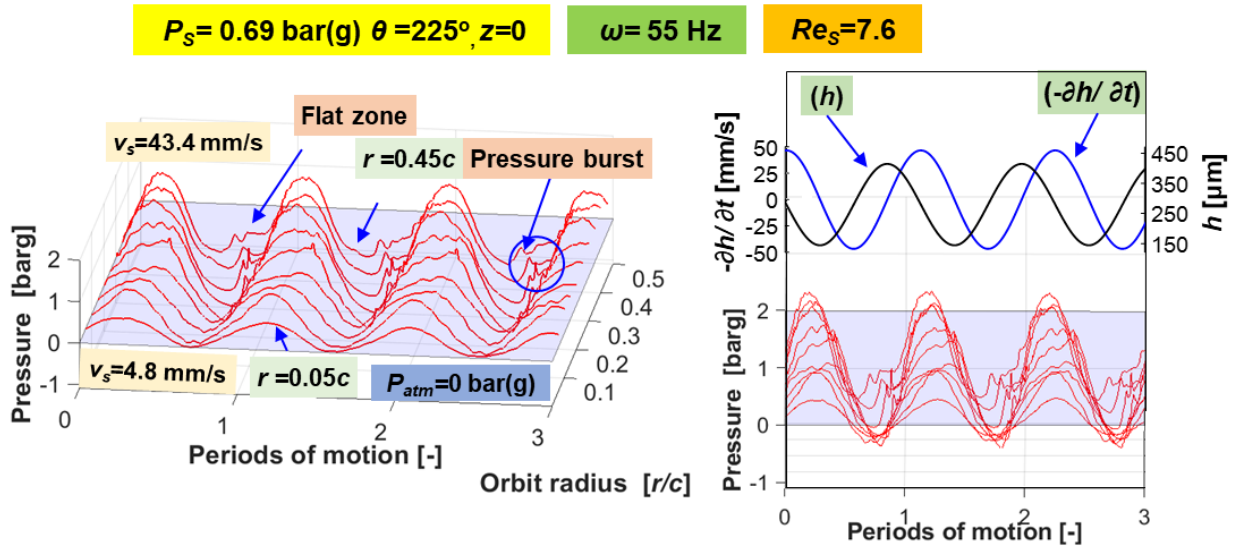 P_S= 0.69 bar(g) θ =225º, z=0
ω= 55 Hz
Re_S=7.6
Flat zone
v_s=43.4 mm/s
r =0.45c
Pressure burst
Pressure [barg]
2
1
0
-1
0.5
0.4
0.3
0.2
0.1
v_s=4.8 mm/s
r =0.05c
P_atm=0 bar(g)
0
1
2
3
Periods of motion [-]
Orbit radius [r/c]
(h)
(-∂h/ ∂t)
-∂h/ ∂t [mm/s]
50
25
0
-25
-50
450
400
350
300
250
200
150
h [μm]
Pressure [barg]
2
1
0
-1
0
1
2
3
Periods of motion [-]